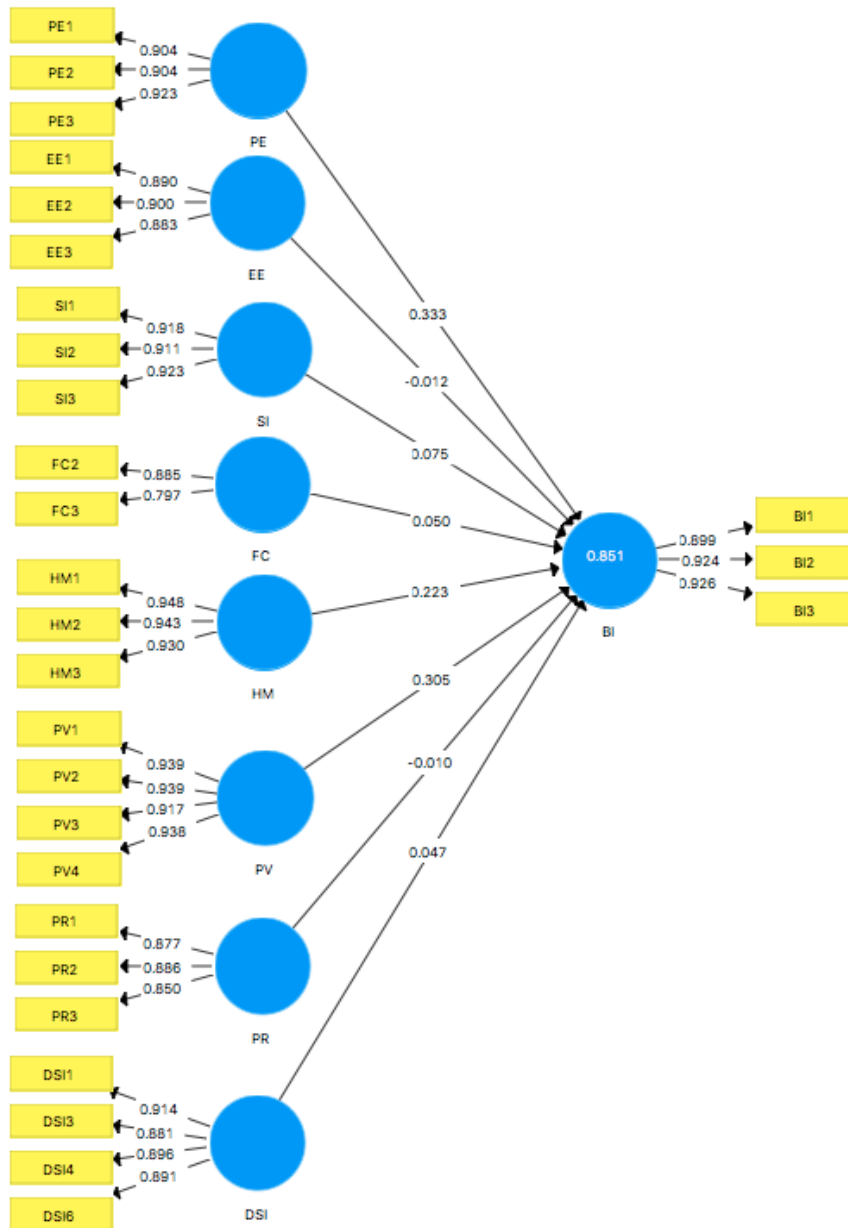 PE1
0.904
PE2
0.904
0.923
PE3
PE
EE1
0.890
EE2
0.900
0.883
EE3
EE
SI1
0.918
SI2
0.911
0.923
SI3
SI
FC2
0.885
FC3
0.797
FC
HM1
0.948
HM2
0.943
0.930
HM3
HM
PV1
0.939
PV2
0.939
PV3
0.917
0.938
PV4
PV
PR1
0.877
PR2
0.886
0.850
PR3
PR
DSI1
0.914
DSI3
0.881
DSI4
0.896
0.891
DSI6
DSI
0.333
-0.012
0.075
0.050
0.223
0.305
-0.010
0.047
0.851
BI
0.899
BI1
0.924
BI2
0.926
BI3